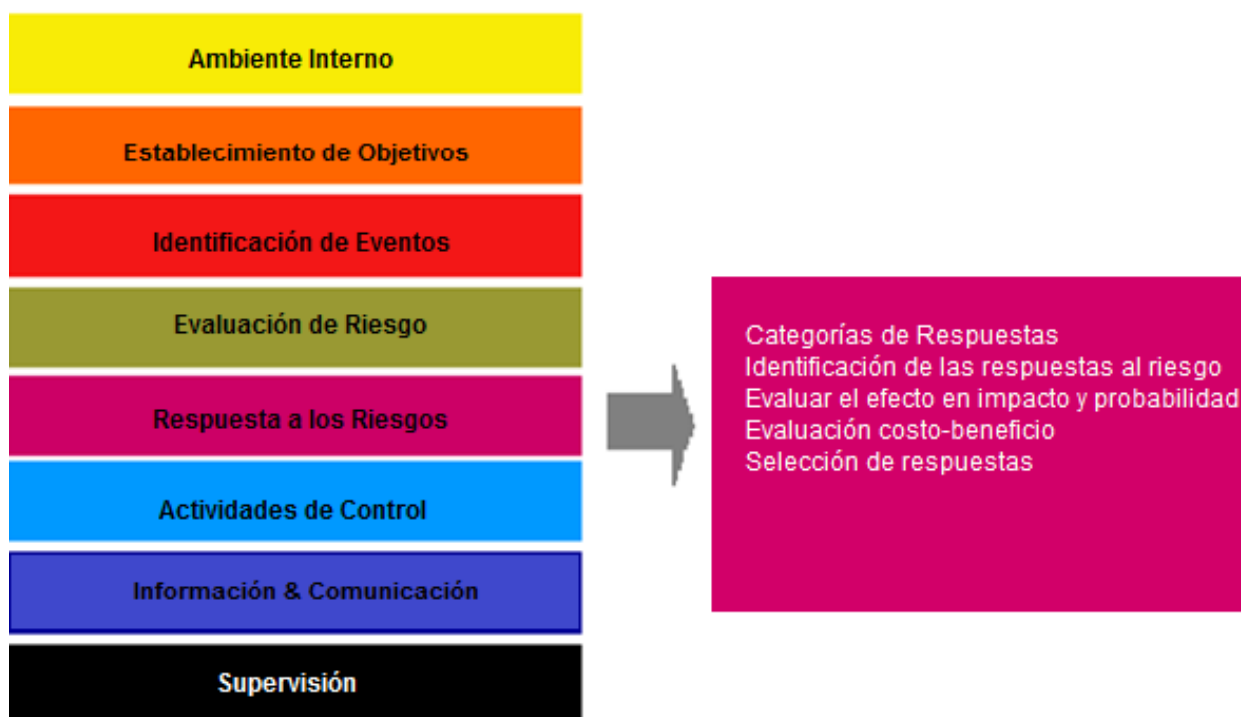 Ambiente Interno
Establecimiento de Objetivos
Identificación de Eventos
Evaluación de Riesgo
Respuesta a los Riesgos
Actividades de Control
Información & Comunicación
Supervisión
Categorías de Respuestas
Identificación de las respuestas al riesgo
Evaluar el efecto en impacto y probabilidad
Evaluación costo-beneficio
Selección de respuestas